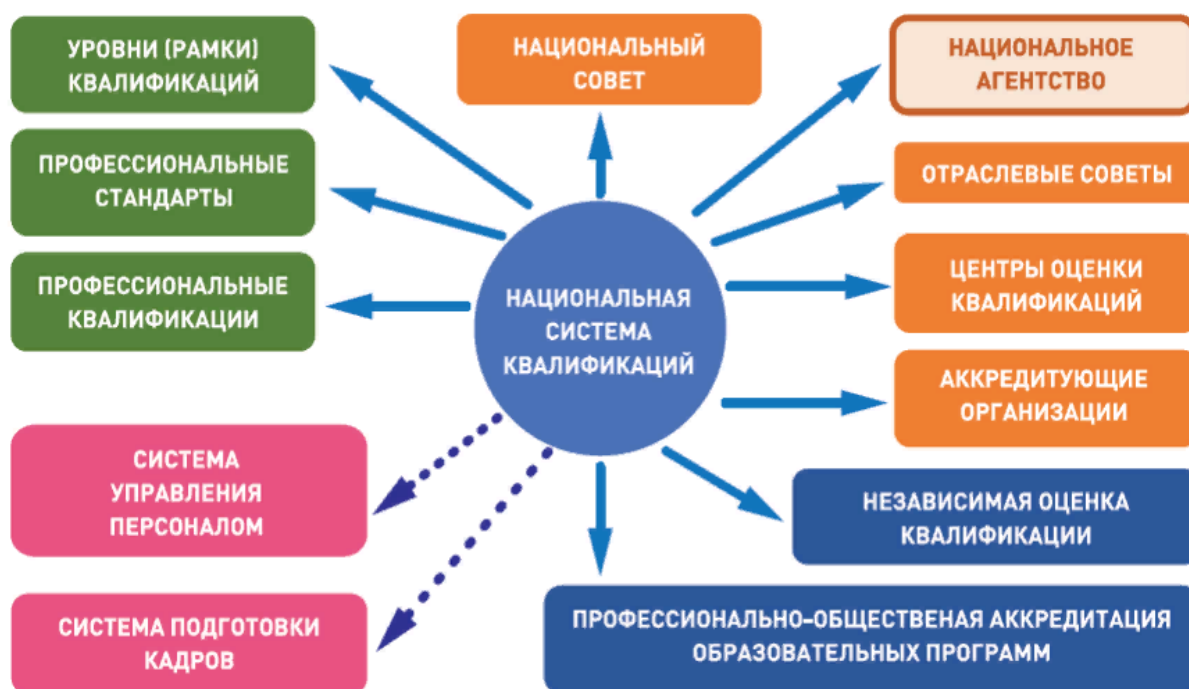 УРОВНИ (РАМКИ)
КВАЛИФИКАЦИЙ
НАЦИОНАЛЬНЫЙ
СОВЕТ
НАЦИОНАЛЬНОЕ
АГЕНТСТВО
ПРОФЕССИОНАЛЬНЫЕ
СТАНДАРТЫ
ОТРАСЛЕВЫЕ СОВЕТЫ
ПРОФЕССИОНАЛЬНЫЕ
КВАЛИФИКАЦИИ
НАЦИОНАЛЬНАЯ
СИСТЕМА
КВАЛИФИКАЦИЙ
ЦЕНТРЫ ОЦЕНКИ
КВАЛИФИКАЦИЙ
АККРЕДИТУЮЩИЕ
ОРГАНИЗАЦИИ
СИСТЕМА
УПРАВЛЕНИЯ
ПЕРСОНАЛОМ
НЕЗАВИСИМАЯ ОЦЕНКА
КВАЛИФИКАЦИИ
СИСТЕМА ПОДГОТОВКИ
КАДРОВ
ПРОФЕССИОНАЛЬНО-ОБЩЕСТВЕНАЯ АККРЕДИТАЦИЯ
ОБРАЗОВАТЕЛЬНЫХ ПРОГРАММ